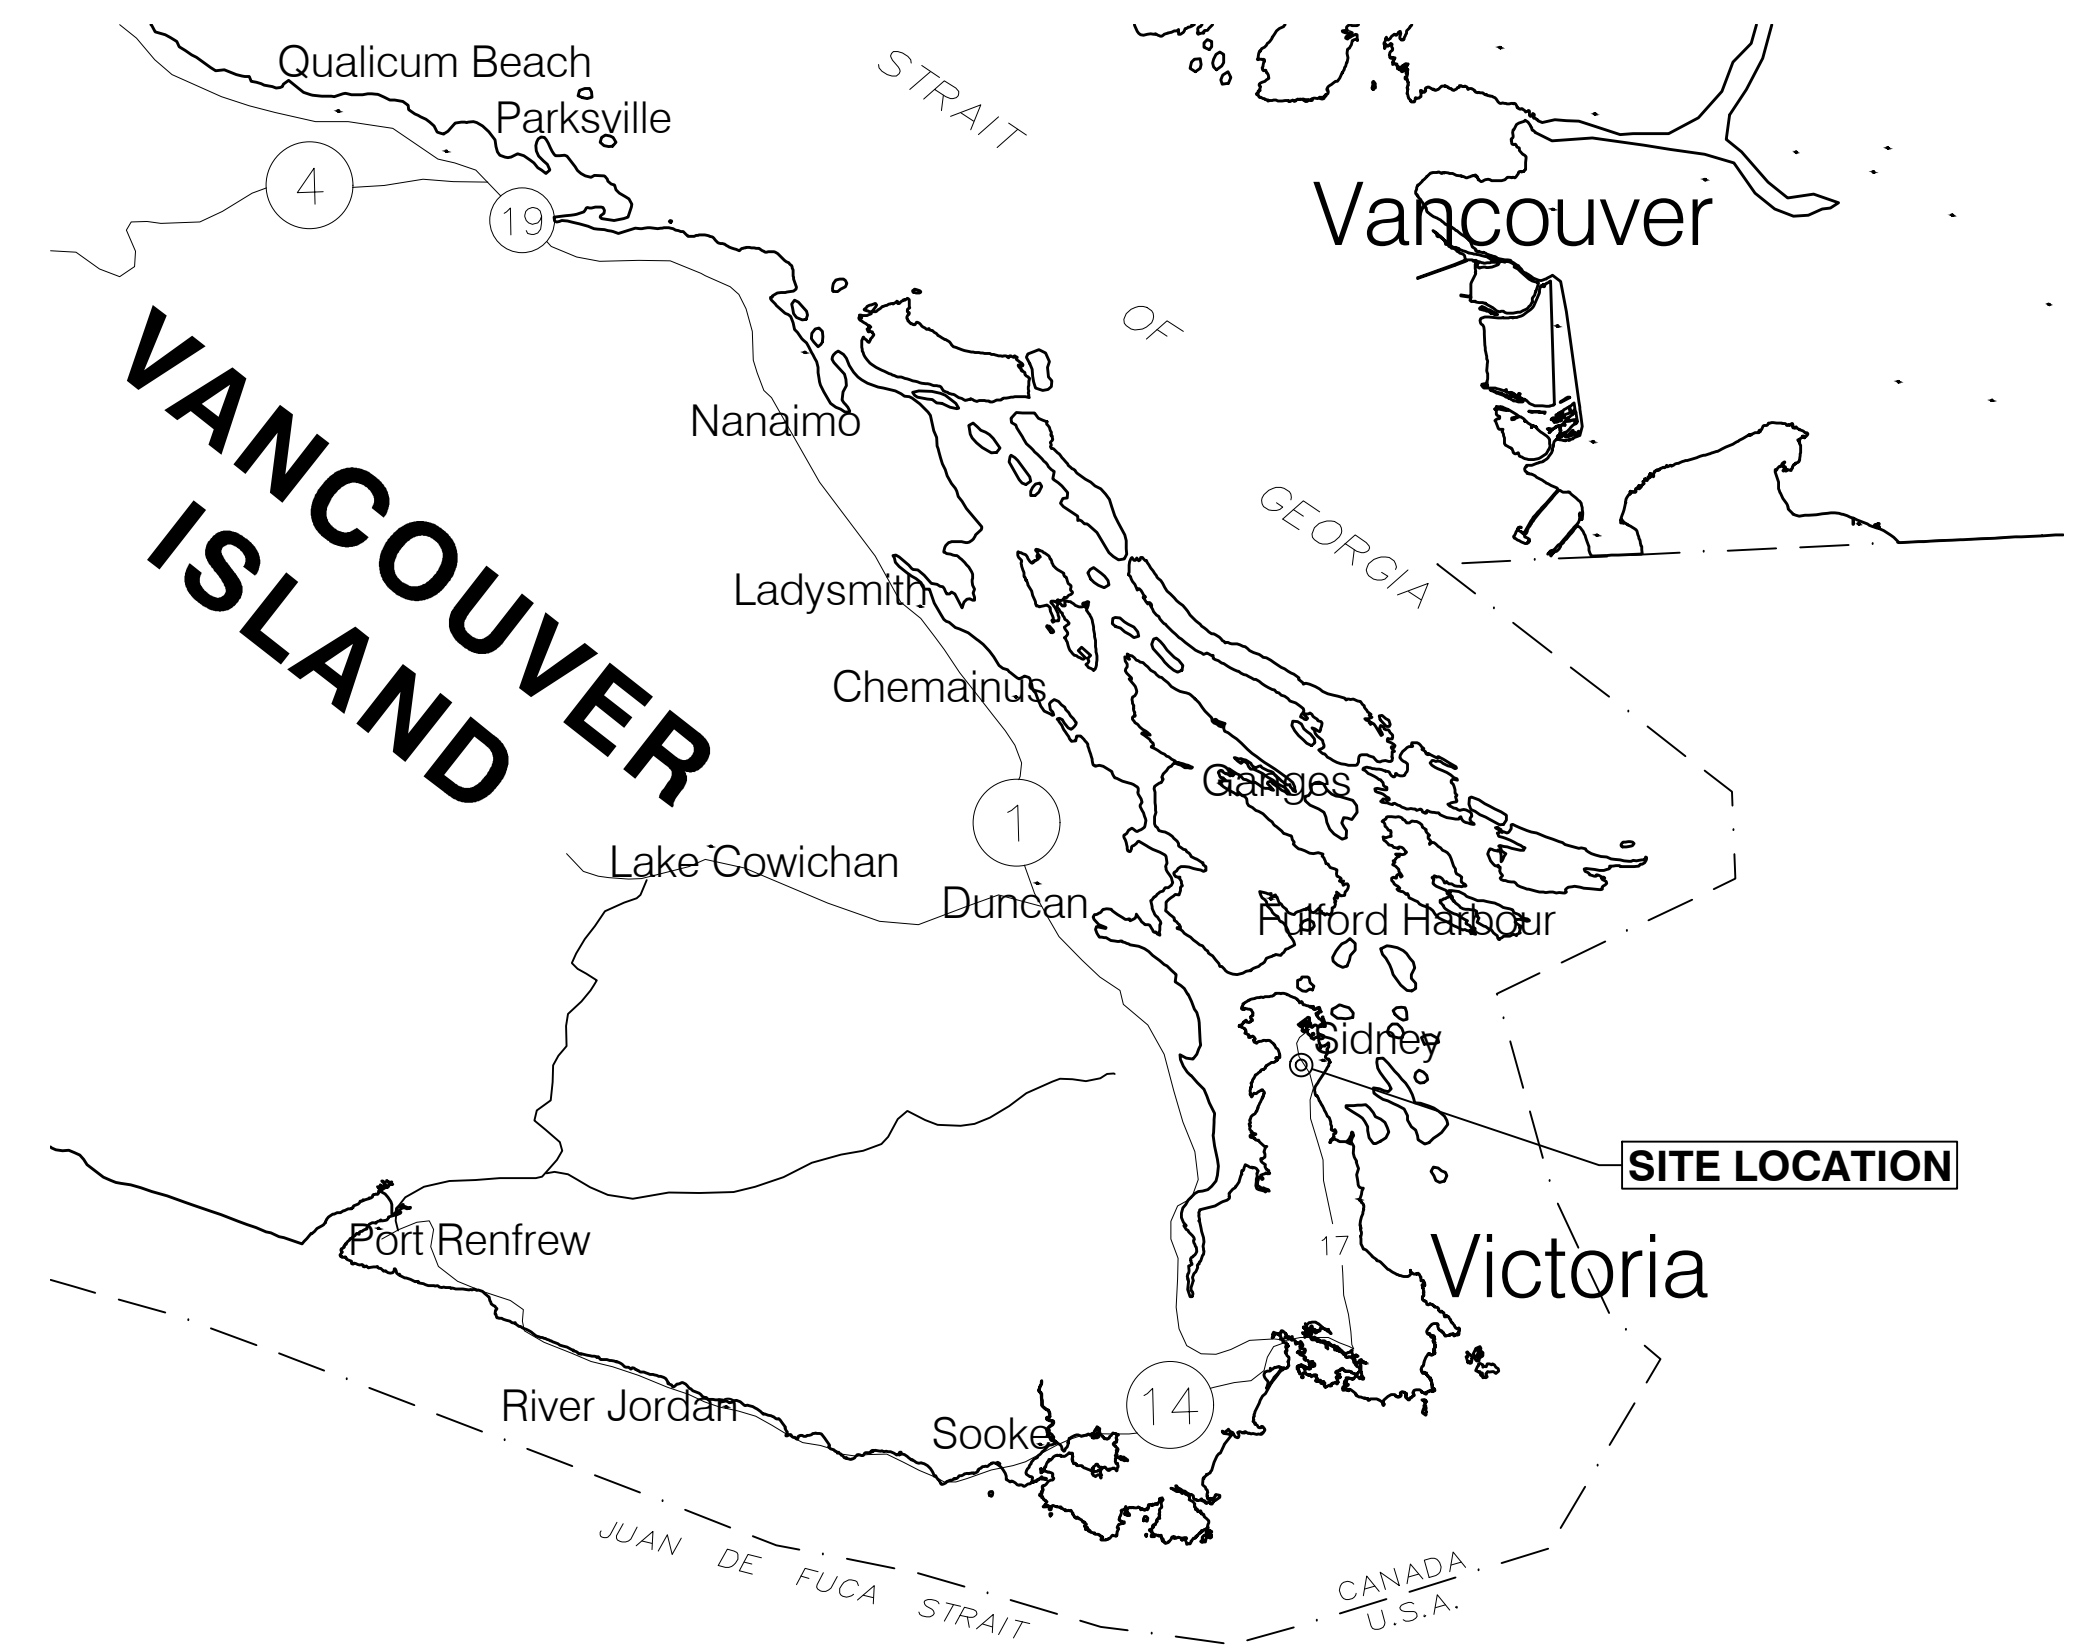 Qualicum Beach
Parksville
STRAIT
OF
GEORGIA
4
19
Vancouver
VANCOUVER
ISLAND
Nanaimo
Ladysmith
Chemainus
Ganges
1
Lake Cowichan
Duncan
Fulford Harbour
Sidney
SITE LOCATION
Port Renfrew
17
Victoria
River Jordan
14
Sooke
JUAN DE FUCA STRAIT
CANADA
U.S.A.